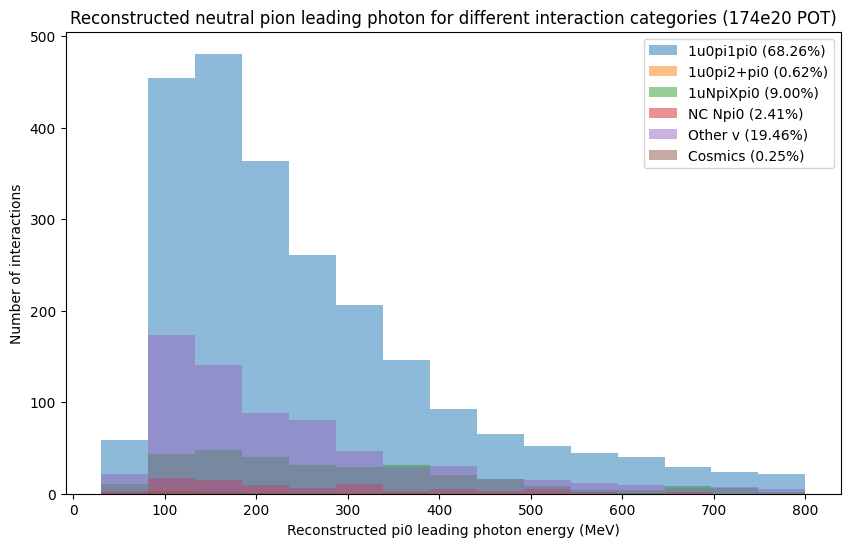 Reconstructed neutral pion leading photon for different interaction categories (174e20 POT)
500
400
300
200
100
0
Number of interactions
1u0pi1pi0 (68.26%)
1u0pi2+pi0 (0.62%)
1uNpiXpi0 (9.00%)
NC Npi0 (2.41%)
Other v (19.46%)
Cosmics (0.25%)
0 100 200 300 400 500 600 700 800
Reconstructed pi0 leading photon energy (MeV)